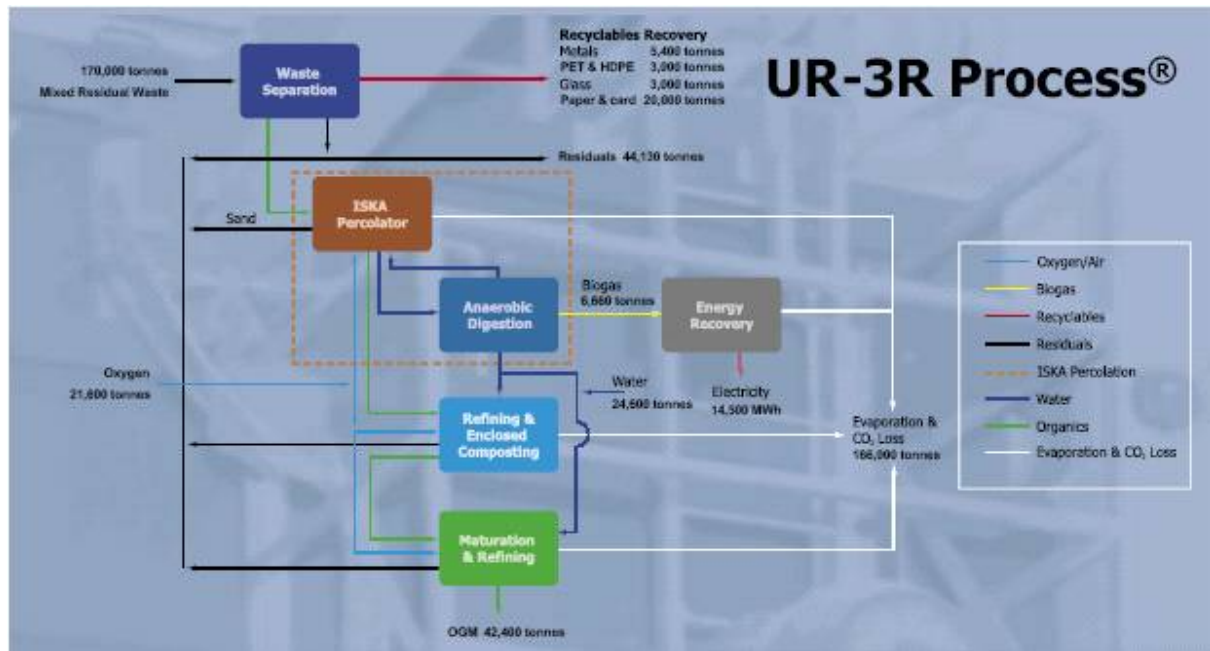 Recyclables Recovery
Metals 5,400 tonnes
PET & HDPE 3,000 tonnes
Glass 3,000 tonnes
Paper & card 20,000 tonnes
UR-3R Process®
170,000 tonnes
Mixed Residual Waste
Waste
Separation
Residuals 44,130 tonnes
ISKA
Percolator
Sand
Anaerobic
Digestion
Biogas
6,660 tonnes
Energy
Recovery
Oxygen
21,600 tonnes
Water
24,600 tonnes
Electricity
14,500 MWh
Refining &
Enclosed
Composting
Evaporation &
CO₂ Loss
166,000 tonnes
Maturation
& Refining
OGM 42,400 tonnes
Oxygen/Air
Biogas
Recyclables
Residuals
ISKA Percolation
Water
Organics
Evaporation & CO₂ Loss